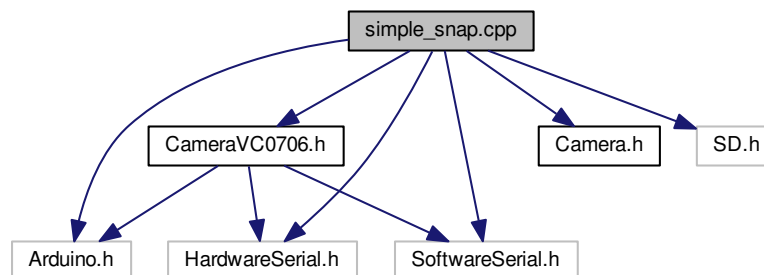 simple_snap.cpp
CameraVC0706.h
Camera.h
SD.h
Arduino.h
HardwareSerial.h
SoftwareSerial.h